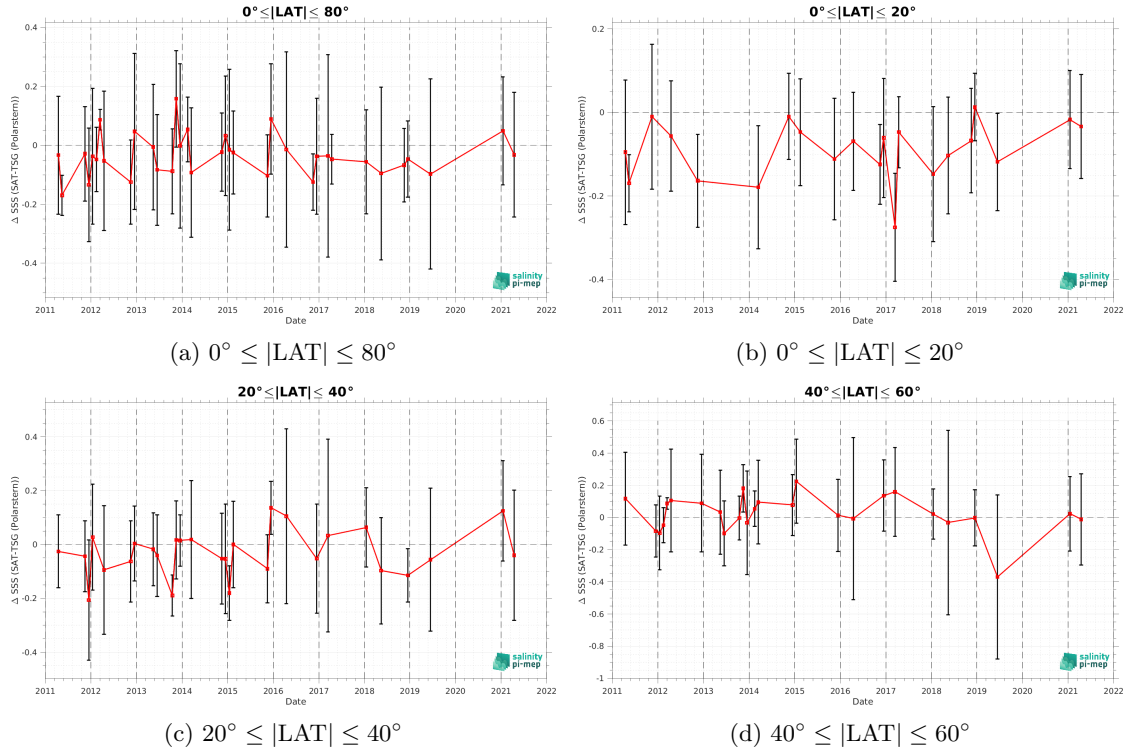 0°≤|LAT|≤ 80°
Δ SSS (SAT-TSG (Polarstern))
0.4
0.2
0
-0.2
-0.4
2011 2012 2013 2014 2015 2016 2017 2018 2019 2020 2021 2022
Date
salinity
pi-mep
(a) 0° ≤ |LAT| ≤ 80°
0°≤|LAT|≤ 20°
Δ SSS (SAT-TSG (Polarstern))
0.2
0
-0.2
-0.4
2011 2012 2013 2014 2015 2016 2017 2018 2019 2020 2021 2022
Date
salinity
pi-mep
(b) 0° ≤ |LAT| ≤ 20°
20°≤|LAT|≤ 40°
Δ SSS (SAT-TSG (Polarstern))
0.4
0.2
0
-0.2
-0.4
2011 2012 2013 2014 2015 2016 2017 2018 2019 2020 2021 2022
Date
salinity
pi-mep
(c) 20° ≤ |LAT| ≤ 40°
40°≤|LAT|≤ 60°
Δ SSS (SAT-TSG (Polarstern))
0.6
0.4
0.2
0
-0.2
-0.4
-0.6
-0.8
-1
2011 2012 2013 2014 2015 2016 2017 2018 2019 2020 2021 2022
Date
salinity
pi-mep
(d) 40° ≤ |LAT| ≤ 60°